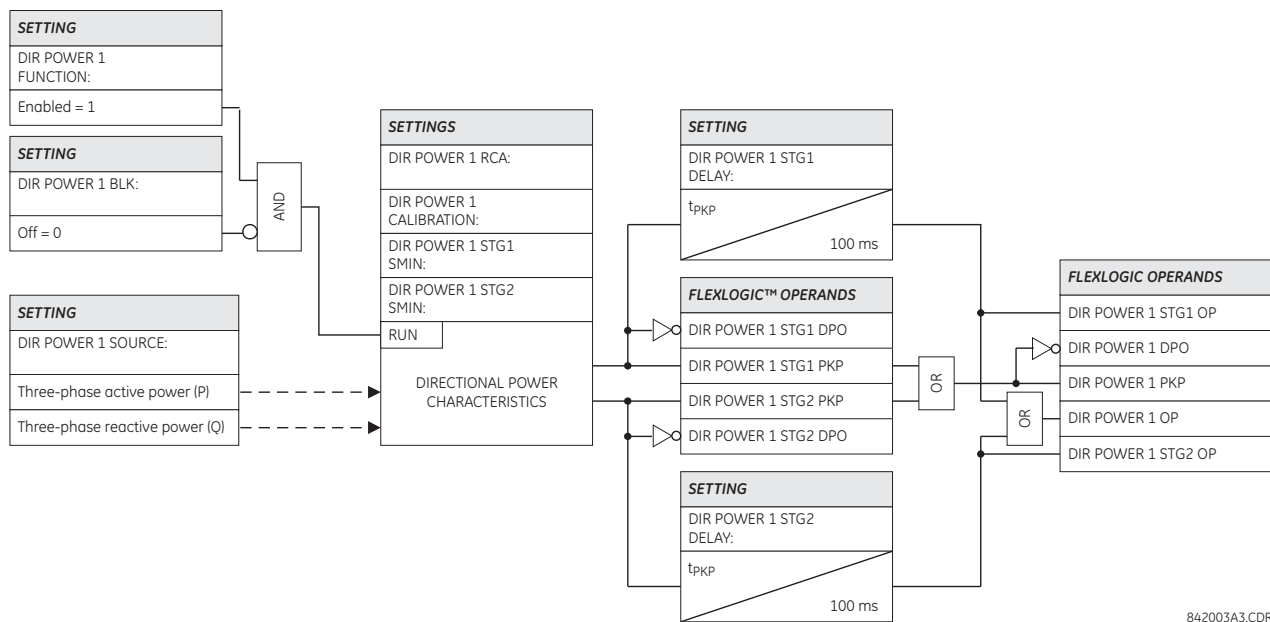 SETTING
DIR POWER 1
FUNCTION:
Enabled = 1
SETTING
DIR POWER 1 BLK:
Off = 0
AND
SETTING
DIR POWER 1 SOURCE:
Three-phase active power (P)
Three-phase reactive power (Q)
SETTINGS
DIR POWER 1 RCA:
DIR POWER 1
CALIBRATION:
DIR POWER 1 STG1
SMIN:
DIR POWER 1 STG2
SMIN:
RUN
DIRECTIONAL POWER
CHARACTERISTICS
SETTING
DIR POWER 1 STG1
DELAY:
tPKP
100 ms
FLEXLOGIC™ OPERANDS
DIR POWER 1 STG1 DPO
DIR POWER 1 STG1 PKP
DIR POWER 1 STG2 PKP
DIR POWER 1 STG2 DPO
SETTING
DIR POWER 1 STG2
DELAY:
tPKP
100 ms
OR
OR
FLEXLOGIC OPERANDS
DIR POWER 1 STG1 OP
DIR POWER 1 DPO
DIR POWER 1 PKP
DIR POWER 1 OP
DIR POWER 1 STG2 OP
842003A3.CDR